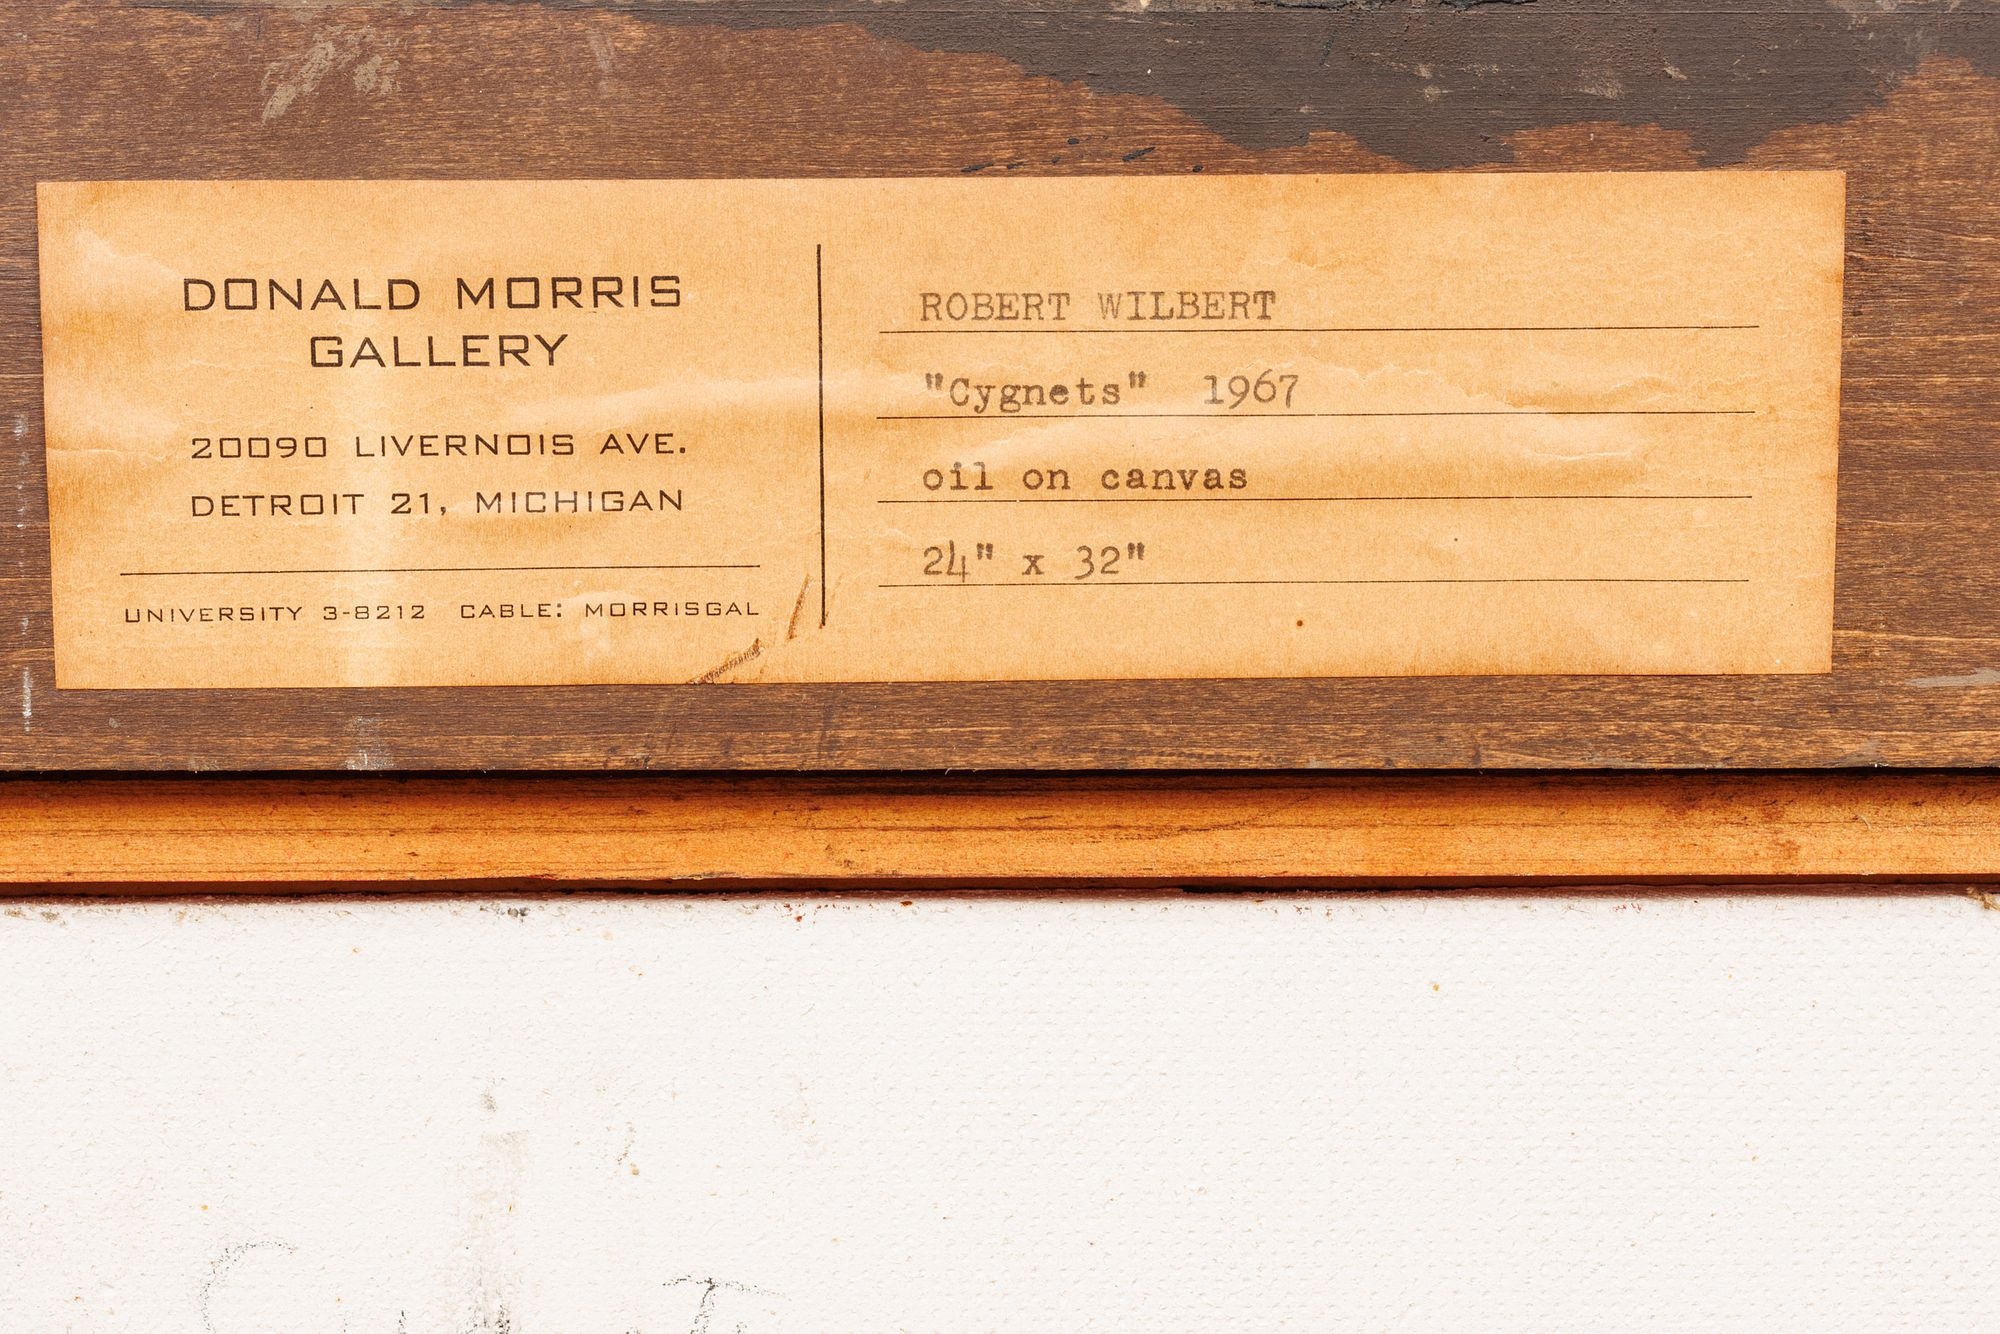 DONALD MORRIS
GALLERY
20090 LIVERNOIS AVE.
DETROIT 21, MICHIGAN
UNIVERSITY 3-8212 CABLE: MORRISGAL
ROBERT WILBERT
"Cygnets" 1967
oil on canvas
24" x 32"